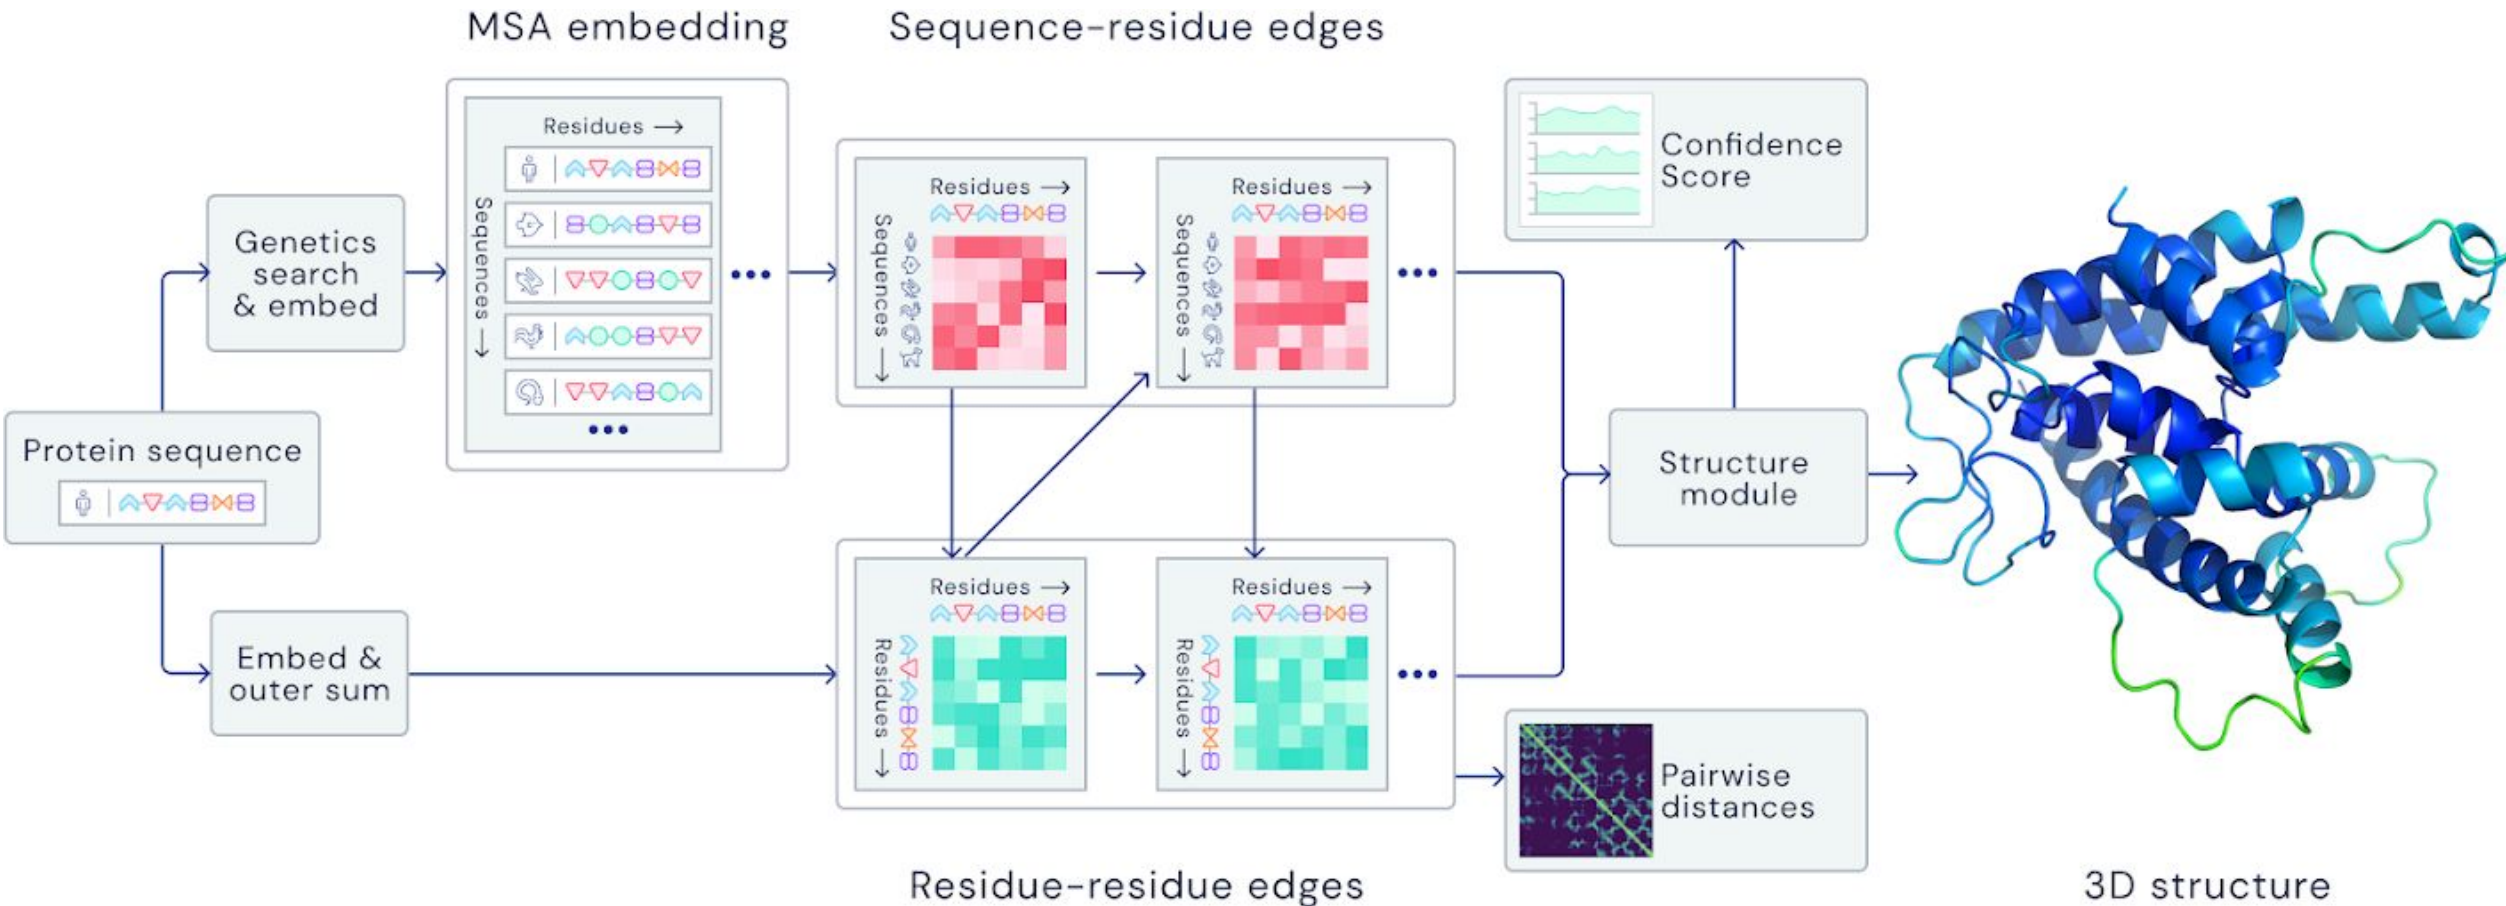 MSA embedding
Sequence-residue edges
Residues →
Sequences →
Genetics
search
& embed
Protein sequence
Embed &
outer sum
Residues →
Sequences →
Residues →
Sequences →
Residues →
Residues →
Residues →
Residues →
Confidence
Score
Structure
module
Pairwise
distances
Residue-residue edges
3D structure